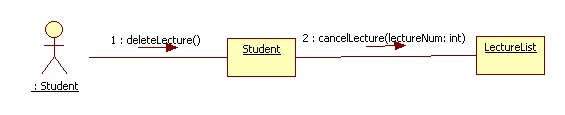 1 : deleteLecture()
2 : cancelLecture(lectureNum: int)
Student
LectureList
: Student